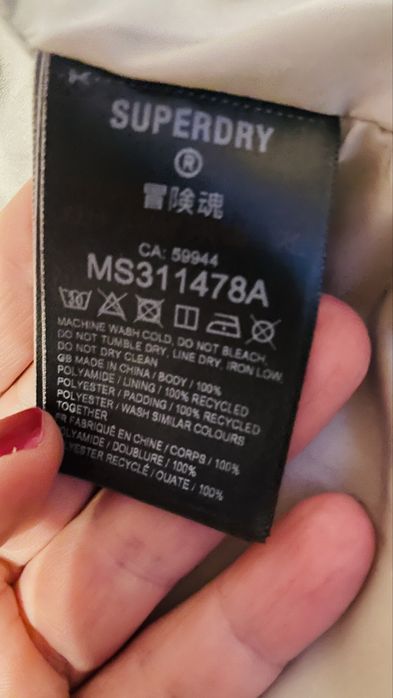 SUPERDRY
®
冒険魂
CA: 59944
MS311478A
30
MACHINE WASH COLD, DO NOT BLEACH,
DO NOT TUMBLE DRY, LINE DRY, IRON LOW,
DO NOT DRY CLEAN
GB MADE IN CHINA / BODY / 100%
POLYAMIDE / LINING / 100% RECYCLED
POLYESTER / PADDING / 100% RECYCLED
POLYESTER / WASH SIMILAR COLOURS
TOGETHER
FR FABRIQUÉ EN CHINE / CORPS / 100%
POLYAMIDE / DOUBLURE / 100%
POLYESTER RECYCLÉ / OUATE / 100%